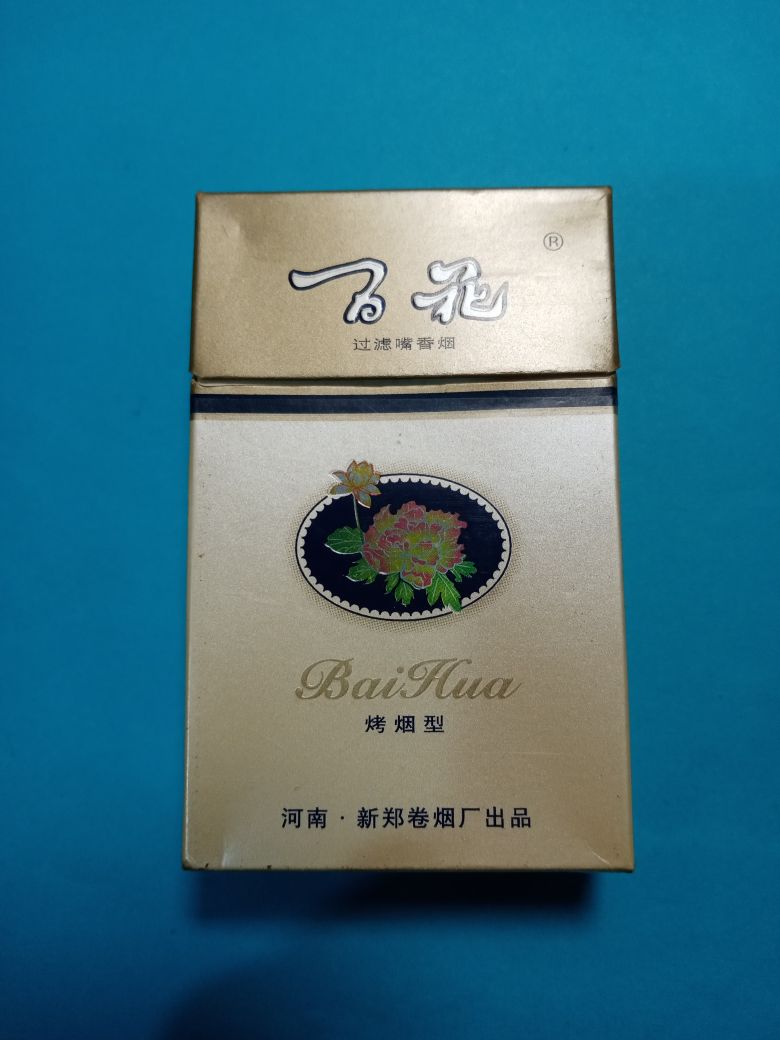 百花
®
过滤嘴香烟
BaiHua
烤烟型
河南·新郑卷烟厂出品